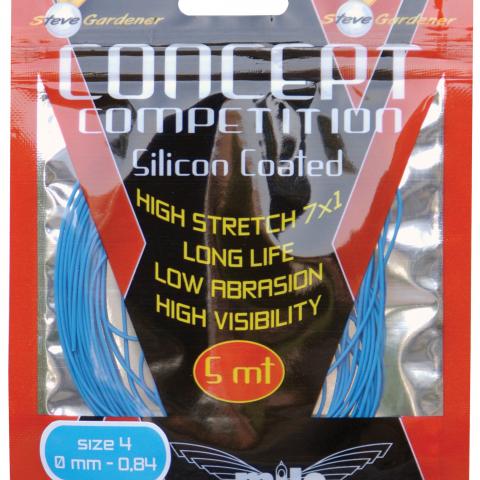 Steve Gardener Steve Gardener
CONCEPT
COMPETITION
Silicon Coated
HIGH STRETCH 7x1
LONG LIFE
LOW ABRASION
HIGH VISIBILITY
5 mt
size 4
Ø mm - 0,84
milo